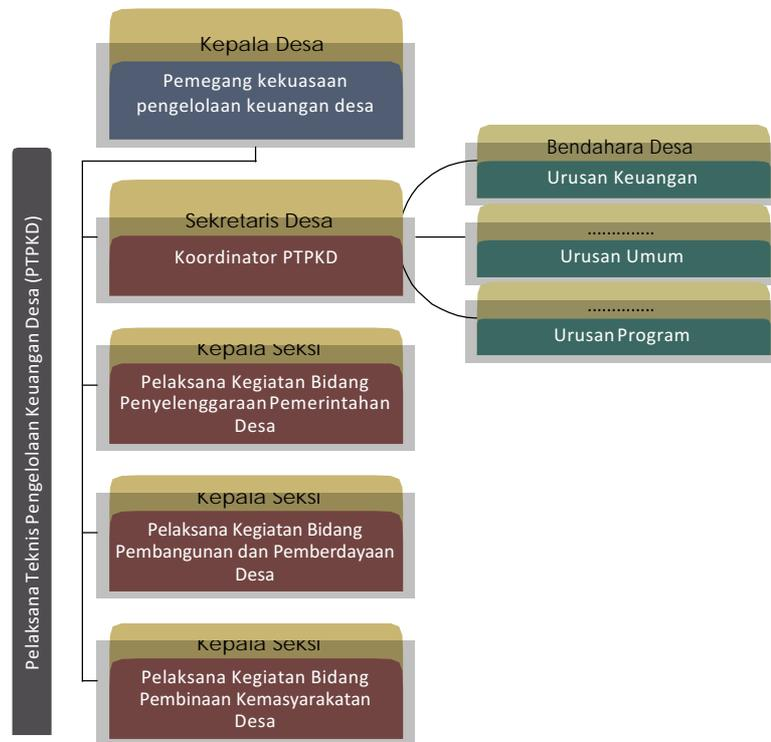 Kepala Desa
Pemegang kekuasaan
pengelolaan keuangan desa
Pelaksana Teknis Pengelolaan Keuangan Desa (PTPKD)
Sekretaris Desa
Koordinator PTPKD
Bendahara Desa
Urusan Keuangan
..............
Urusan Umum
..............
Urusan Program
Kepala Seksi
Pelaksana Kegiatan Bidang
Penyelenggaraan Pemerintahan
Desa
Kepala Seksi
Pelaksana Kegiatan Bidang
Pembangunan dan Pemberdayaan
Desa
Kepala Seksi
Pelaksana Kegiatan Bidang
Pembinaan Kemasyarakatan
Desa